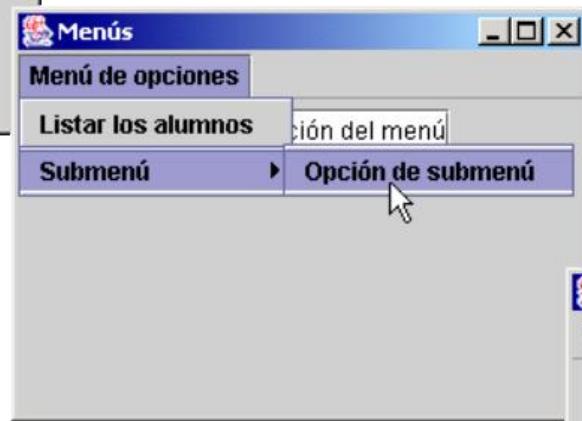 Menús
Menú de opciones
Listar los alumnos
ción del menú
Submenú
Opción de submenú